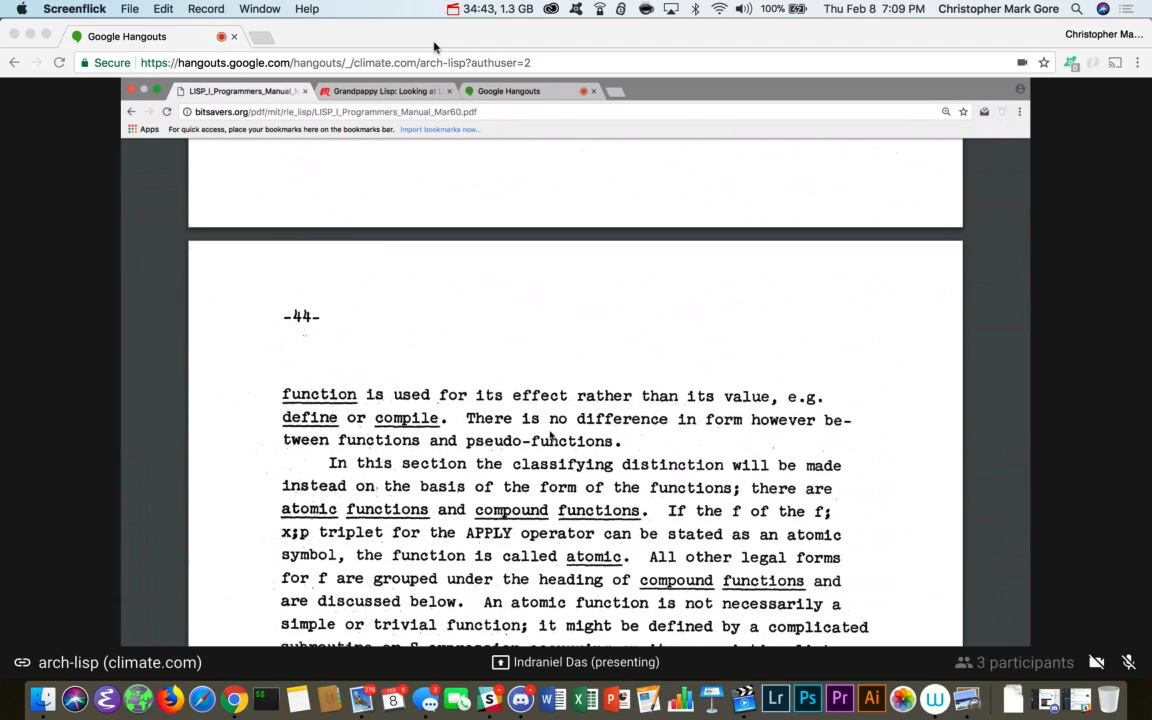 Screenflick File Edit Record Window Help 34:43, 1.3 GB 100% Thu Feb 8 7:09 PM Christopher Mark Gore
Google Hangouts Christopher Ma...
Secure https://hangouts.google.com/hangouts/_/climate.com/arch-lisp?authuser=2
LISP_I_Programmers_Manual_ Grandpappy Lisp: Looking at Google Hangouts
bitsavers.org/pdf/mit/rle_lisp/LISP_I_Programmers_Manual_Mar60.pdf
Apps For quick access, place your bookmarks here on the bookmarks bar. Import bookmarks now...
-44-
function is used for its effect rather than its value, e.g.
define or compile. There is no difference in form however be-
tween functions and pseudo-functions.
In this section the classifying distinction will be made
instead on the basis of the form of the functions; there are
atomic functions and compound functions. If the f of the f;
x;p triplet for the APPLY operator can be stated as an atomic
symbol, the function is called atomic. All other legal forms
for f are grouped under the heading of compound functions and
are discussed below. An atomic function is not necessarily a
simple or trivial function; it might be defined by a complicated
arch-lisp (climate.com) Indraniel Das (presenting) 3 participants
Lr Ps Pr Ai